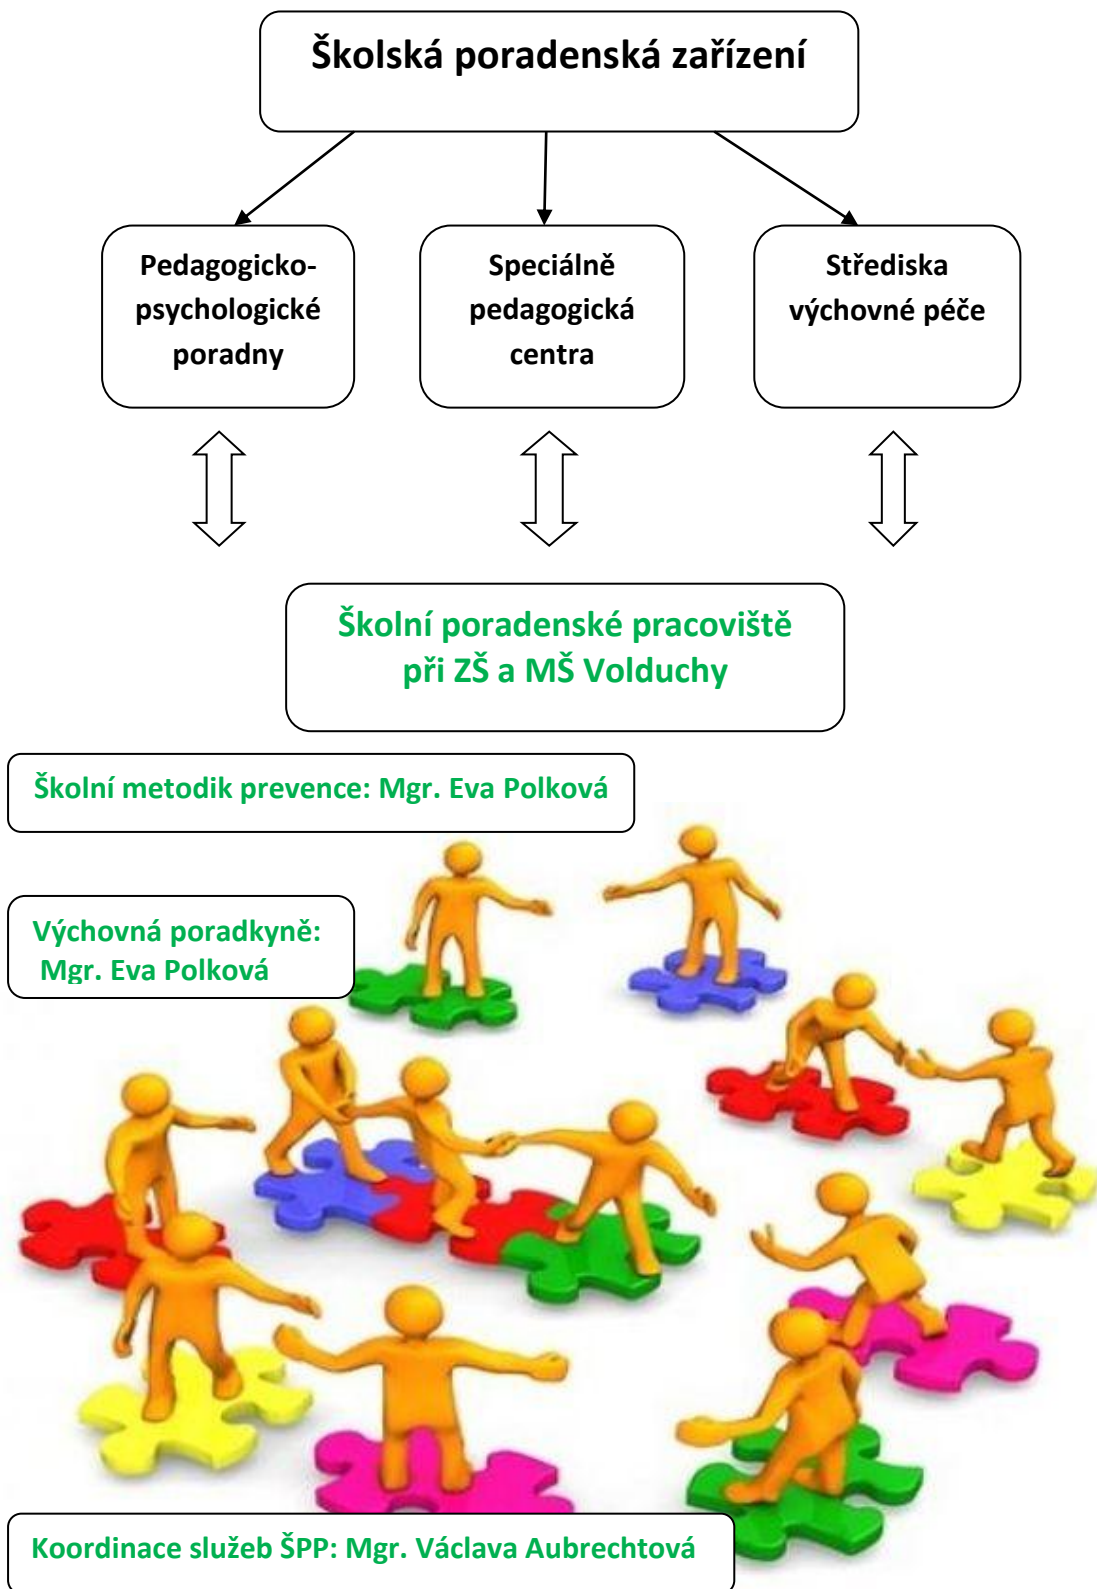 Školská poradenská zařízení
Pedagogicko-
psychologické
poradny
Speciálně
pedagogická
centra
Střediska
výchovné péče
Školní poradenské pracoviště
při ZŠ a MŠ Volduchy
Školní metodik prevence: Mgr. Eva Polková
Výchovná poradkyně:
Mgr. Eva Polková
Koordinace služeb ŠPP: Mgr. Václava Aubrechtová